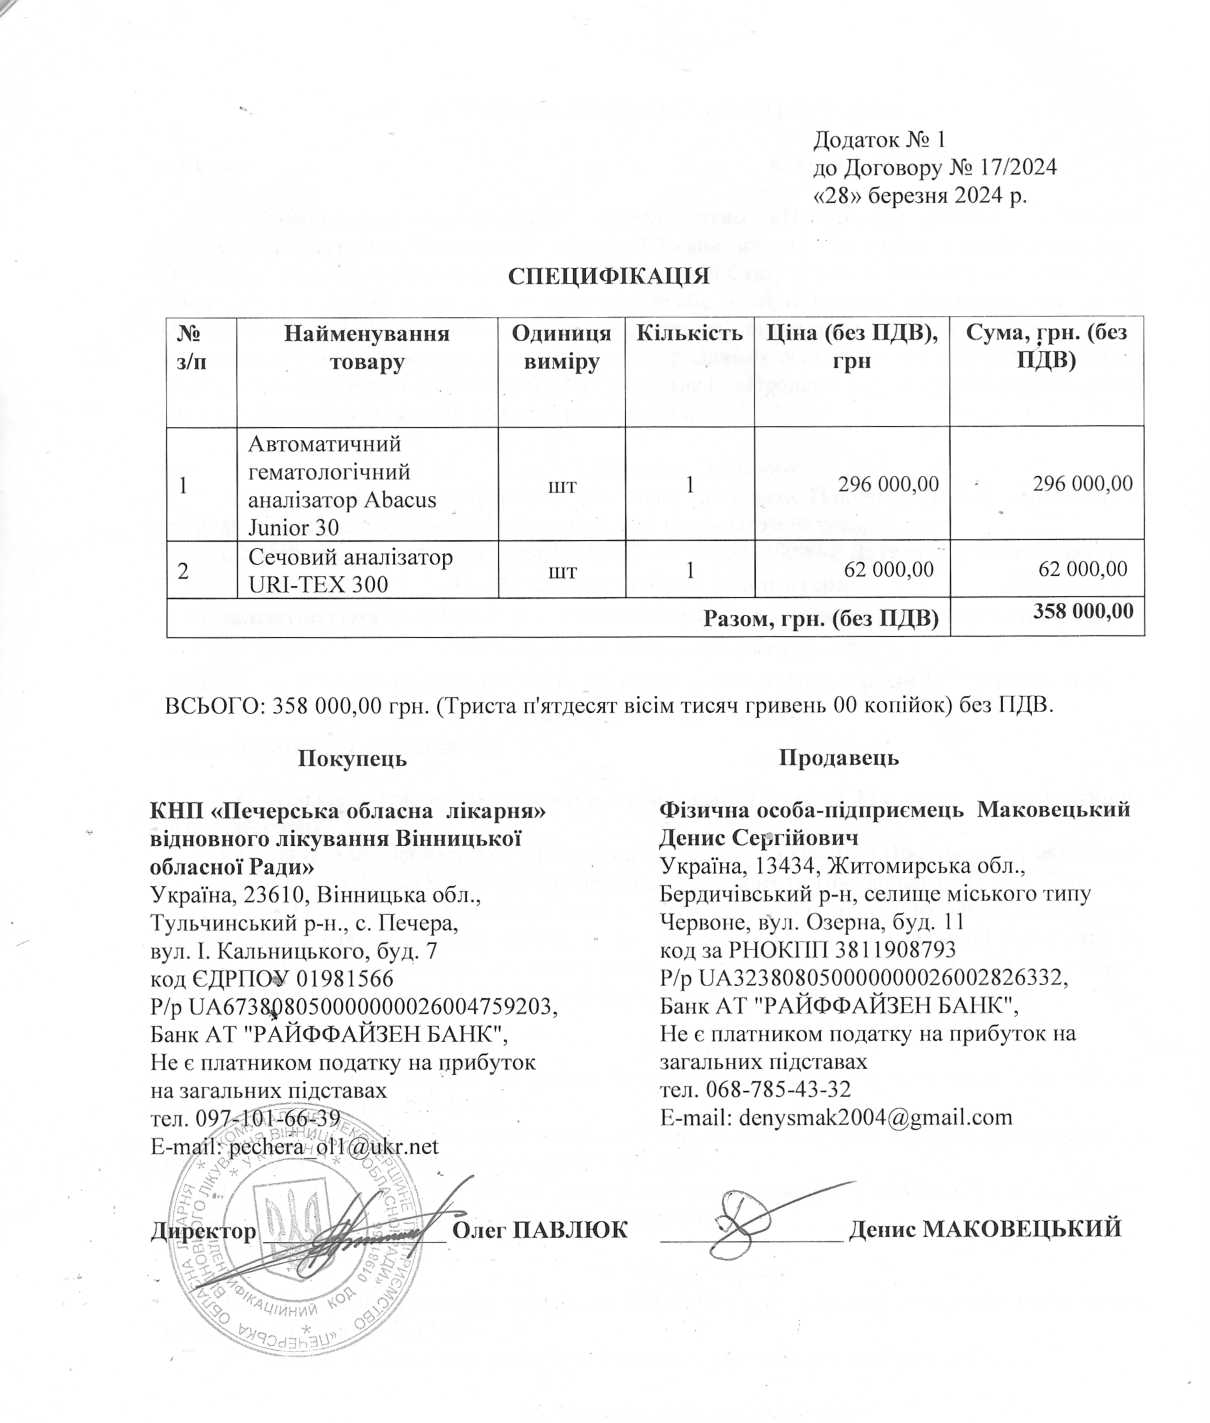 Додаток № 1
до Договору № 17/2024
«28» березня 2024 р.
СПЕЦИФІКАЦІЯ
№ з/п Найменування товару Одиниця виміру Кількість Ціна (без ПДВ), грн Сума, грн. (без ПДВ)
1 Автоматичний гематологічний аналізатор Abacus Junior 30 шт 1 296 000,00 296 000,00
2 Сечовий аналізатор URI-TEX 300 шт 1 62 000,00 62 000,00
Разом, грн. (без ПДВ) 358 000,00
ВСЬОГО: 358 000,00 грн. (Триста п'ятдесят вісім тисяч гривень 00 копійок) без ПДВ.
Покупець
КНП «Печерська обласна лікарня»
відновного лікування Вінницької
обласної Ради»
Україна, 23610, Вінницька обл.,
Тульчинський р-н., с. Печера,
вул. І. Кальницького, буд. 7
код ЄДРПОУ 01981566
Р/р UA673808050000000026004759203,
Банк АТ "РАЙФФАЙЗЕН БАНК",
Не є платником податку на прибуток
на загальних підставах
тел. 097-101-66-39
E-mail: pechera_ol1@ukr.net
Директор Олег ПАВЛЮК
Продавець
Фізична особа-підприємець Маковецький
Денис Сергійович
Україна, 13434, Житомирська обл.,
Бердичівський р-н, селище міського типу
Червоне, вул. Озерна, буд. 11
код за РНОКПП 3811908793
Р/р UA323808050000000026002826332,
Банк АТ "РАЙФФАЙЗЕН БАНК",
Не є платником податку на прибуток на
загальних підставах
тел. 068-785-43-32
E-mail: denysmak2004@gmail.com
Денис МАКОВЕЦЬКИЙ
УКРАЇНА
ІДЕНТИФІКАЦІЙНИЙ КОД 01981566
«ПЕЧЕРСЬКА ОБЛАСНА ЛІКАРНЯ